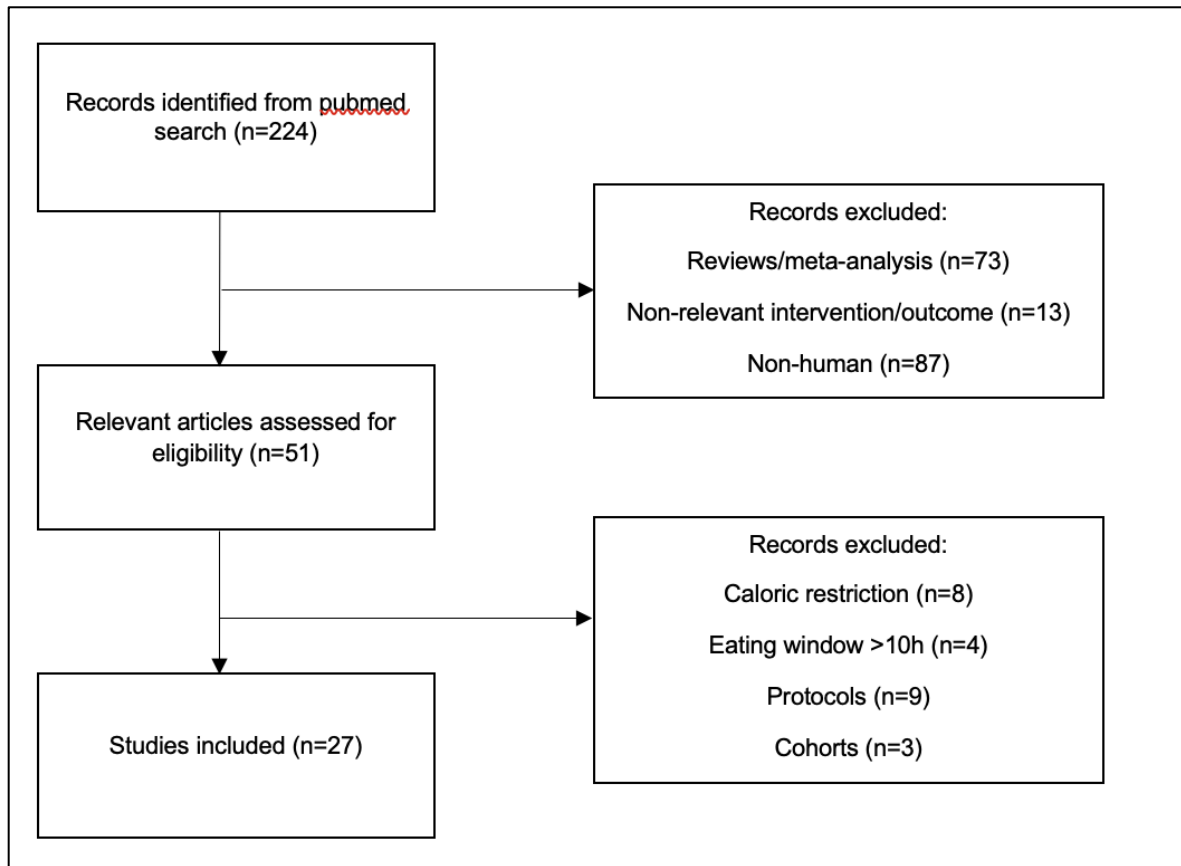 Records identified from pubmed
search (n=224)
Records excluded:
Reviews/meta-analysis (n=73)
Non-relevant intervention/outcome (n=13)
Non-human (n=87)
Relevant articles assessed for
eligibility (n=51)
Records excluded:
Caloric restriction (n=8)
Eating window >10h (n=4)
Protocols (n=9)
Cohorts (n=3)
Studies included (n=27)